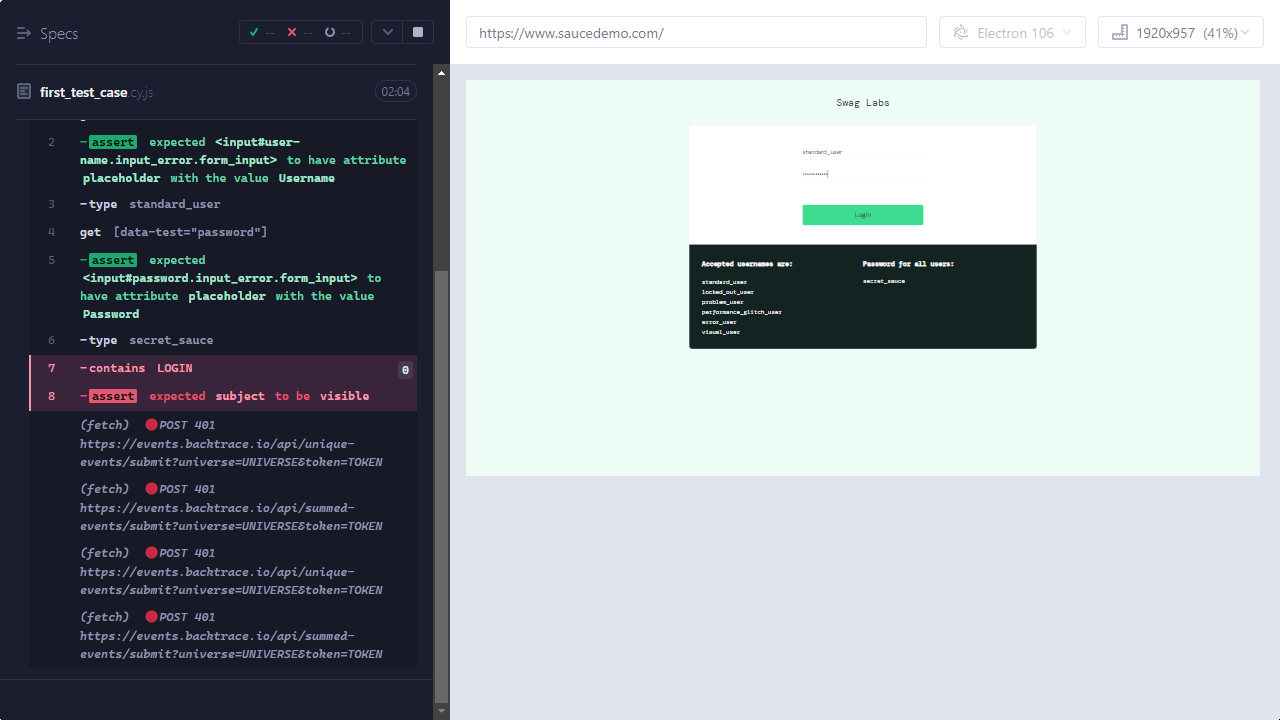 Specs
--
--
--
first_test_case.cy.js
02:04
2 -assert expected <input#user-
name.input_error.form_input> to have attribute
placeholder with the value Username
3 -type standard_user
4 get [data-test="password"]
5 -assert expected
<input#password.input_error.form_input> to
have attribute placeholder with the value
Password
6 -type secret_sauce
7 -contains LOGIN 0
8 -assert expected subject to be visible
(fetch) POST 401
https://events.backtrace.io/api/unique-
events/submit?universe=UNIVERSE&token=TOKEN
(fetch) POST 401
https://events.backtrace.io/api/summed-
events/submit?universe=UNIVERSE&token=TOKEN
(fetch) POST 401
https://events.backtrace.io/api/unique-
events/submit?universe=UNIVERSE&token=TOKEN
(fetch) POST 401
https://events.backtrace.io/api/summed-
events/submit?universe=UNIVERSE&token=TOKEN
https://www.saucedemo.com/
Electron 106
1920x957 (41%)
Swag Labs
standard_user
Login
Accepted usernames are:
standard_user
locked_out_user
problem_user
performance_glitch_user
error_user
visual_user
Password for all users:
secret_sauce